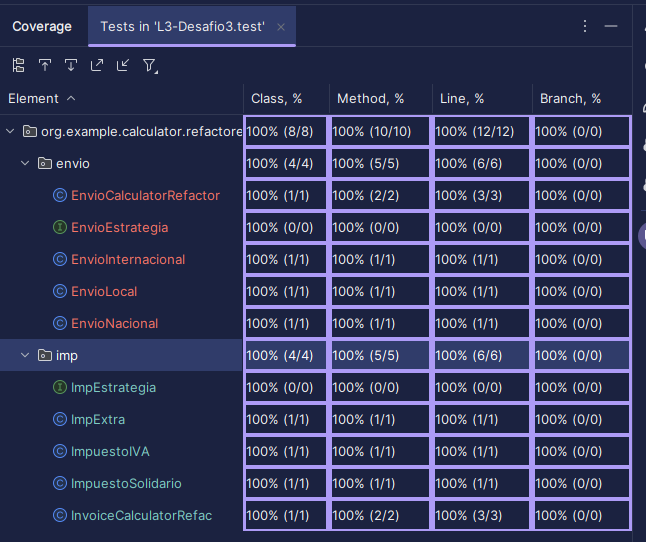 Coverage Tests in 'L3-Desafio3.test' ×
Element Class, % Method, % Line, % Branch, %
org.example.calculator.refactore 100% (8/8) 100% (10/10) 100% (12/12) 100% (0/0)
envio 100% (4/4) 100% (5/5) 100% (6/6) 100% (0/0)
EnvioCalculatorRefactor 100% (1/1) 100% (2/2) 100% (3/3) 100% (0/0)
EnvioEstrategia 100% (0/0) 100% (0/0) 100% (0/0) 100% (0/0)
EnvioInternacional 100% (1/1) 100% (1/1) 100% (1/1) 100% (0/0)
EnvioLocal 100% (1/1) 100% (1/1) 100% (1/1) 100% (0/0)
EnvioNacional 100% (1/1) 100% (1/1) 100% (1/1) 100% (0/0)
imp 100% (4/4) 100% (5/5) 100% (6/6) 100% (0/0)
ImpEstrategia 100% (0/0) 100% (0/0) 100% (0/0) 100% (0/0)
ImpExtra 100% (1/1) 100% (1/1) 100% (1/1) 100% (0/0)
ImpuestoIVA 100% (1/1) 100% (1/1) 100% (1/1) 100% (0/0)
ImpuestoSolidario 100% (1/1) 100% (1/1) 100% (1/1) 100% (0/0)
InvoiceCalculatorRefac 100% (1/1) 100% (2/2) 100% (3/3) 100% (0/0)